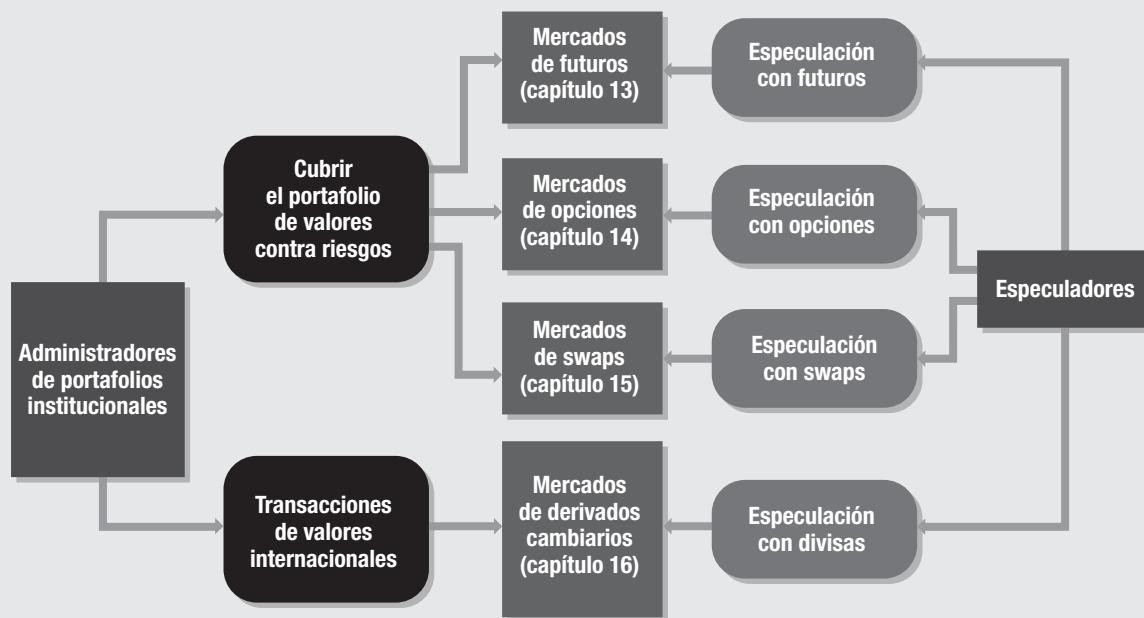 Mercados
de futuros
(capítulo 13)
Especulación
con futuros
Cubrir
el portafolio
de valores
contra riesgos
Mercados
de opciones
(capítulo 14)
Especulación
con opciones
Especuladores
Administradores
de portafolios
institucionales
Mercados
de swaps
(capítulo 15)
Especulación
con swaps
Transacciones
de valores
internacionales
Mercados
de derivados
cambiarios
(capítulo 16)
Especulación
con divisas